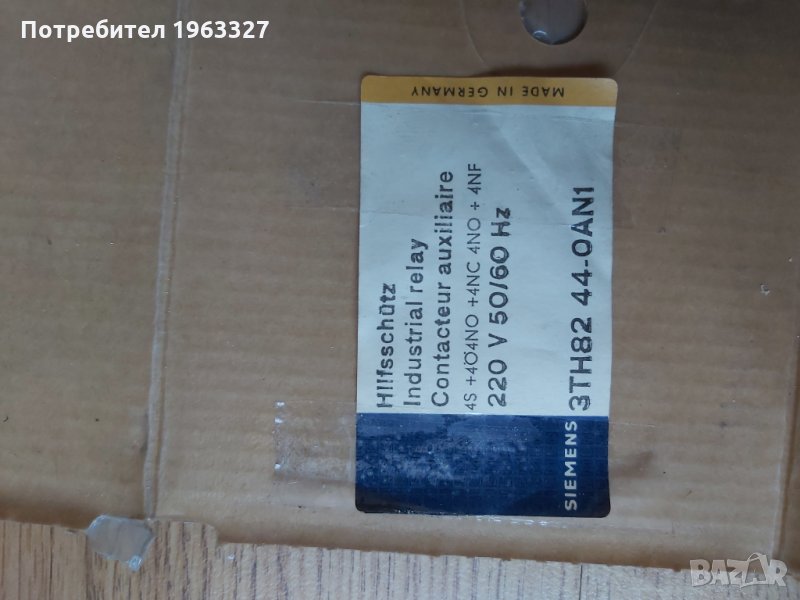 Потребител 1963327
MADE IN GERMANY
Hilfsschütz
Industrial relay
Contacteur auxiliaire
4S +4Ö4NO +4NC 4NO + 4NF
220 V 50/60 Hz
SIEMENS 3TH82 44-0AN1
BAZAR